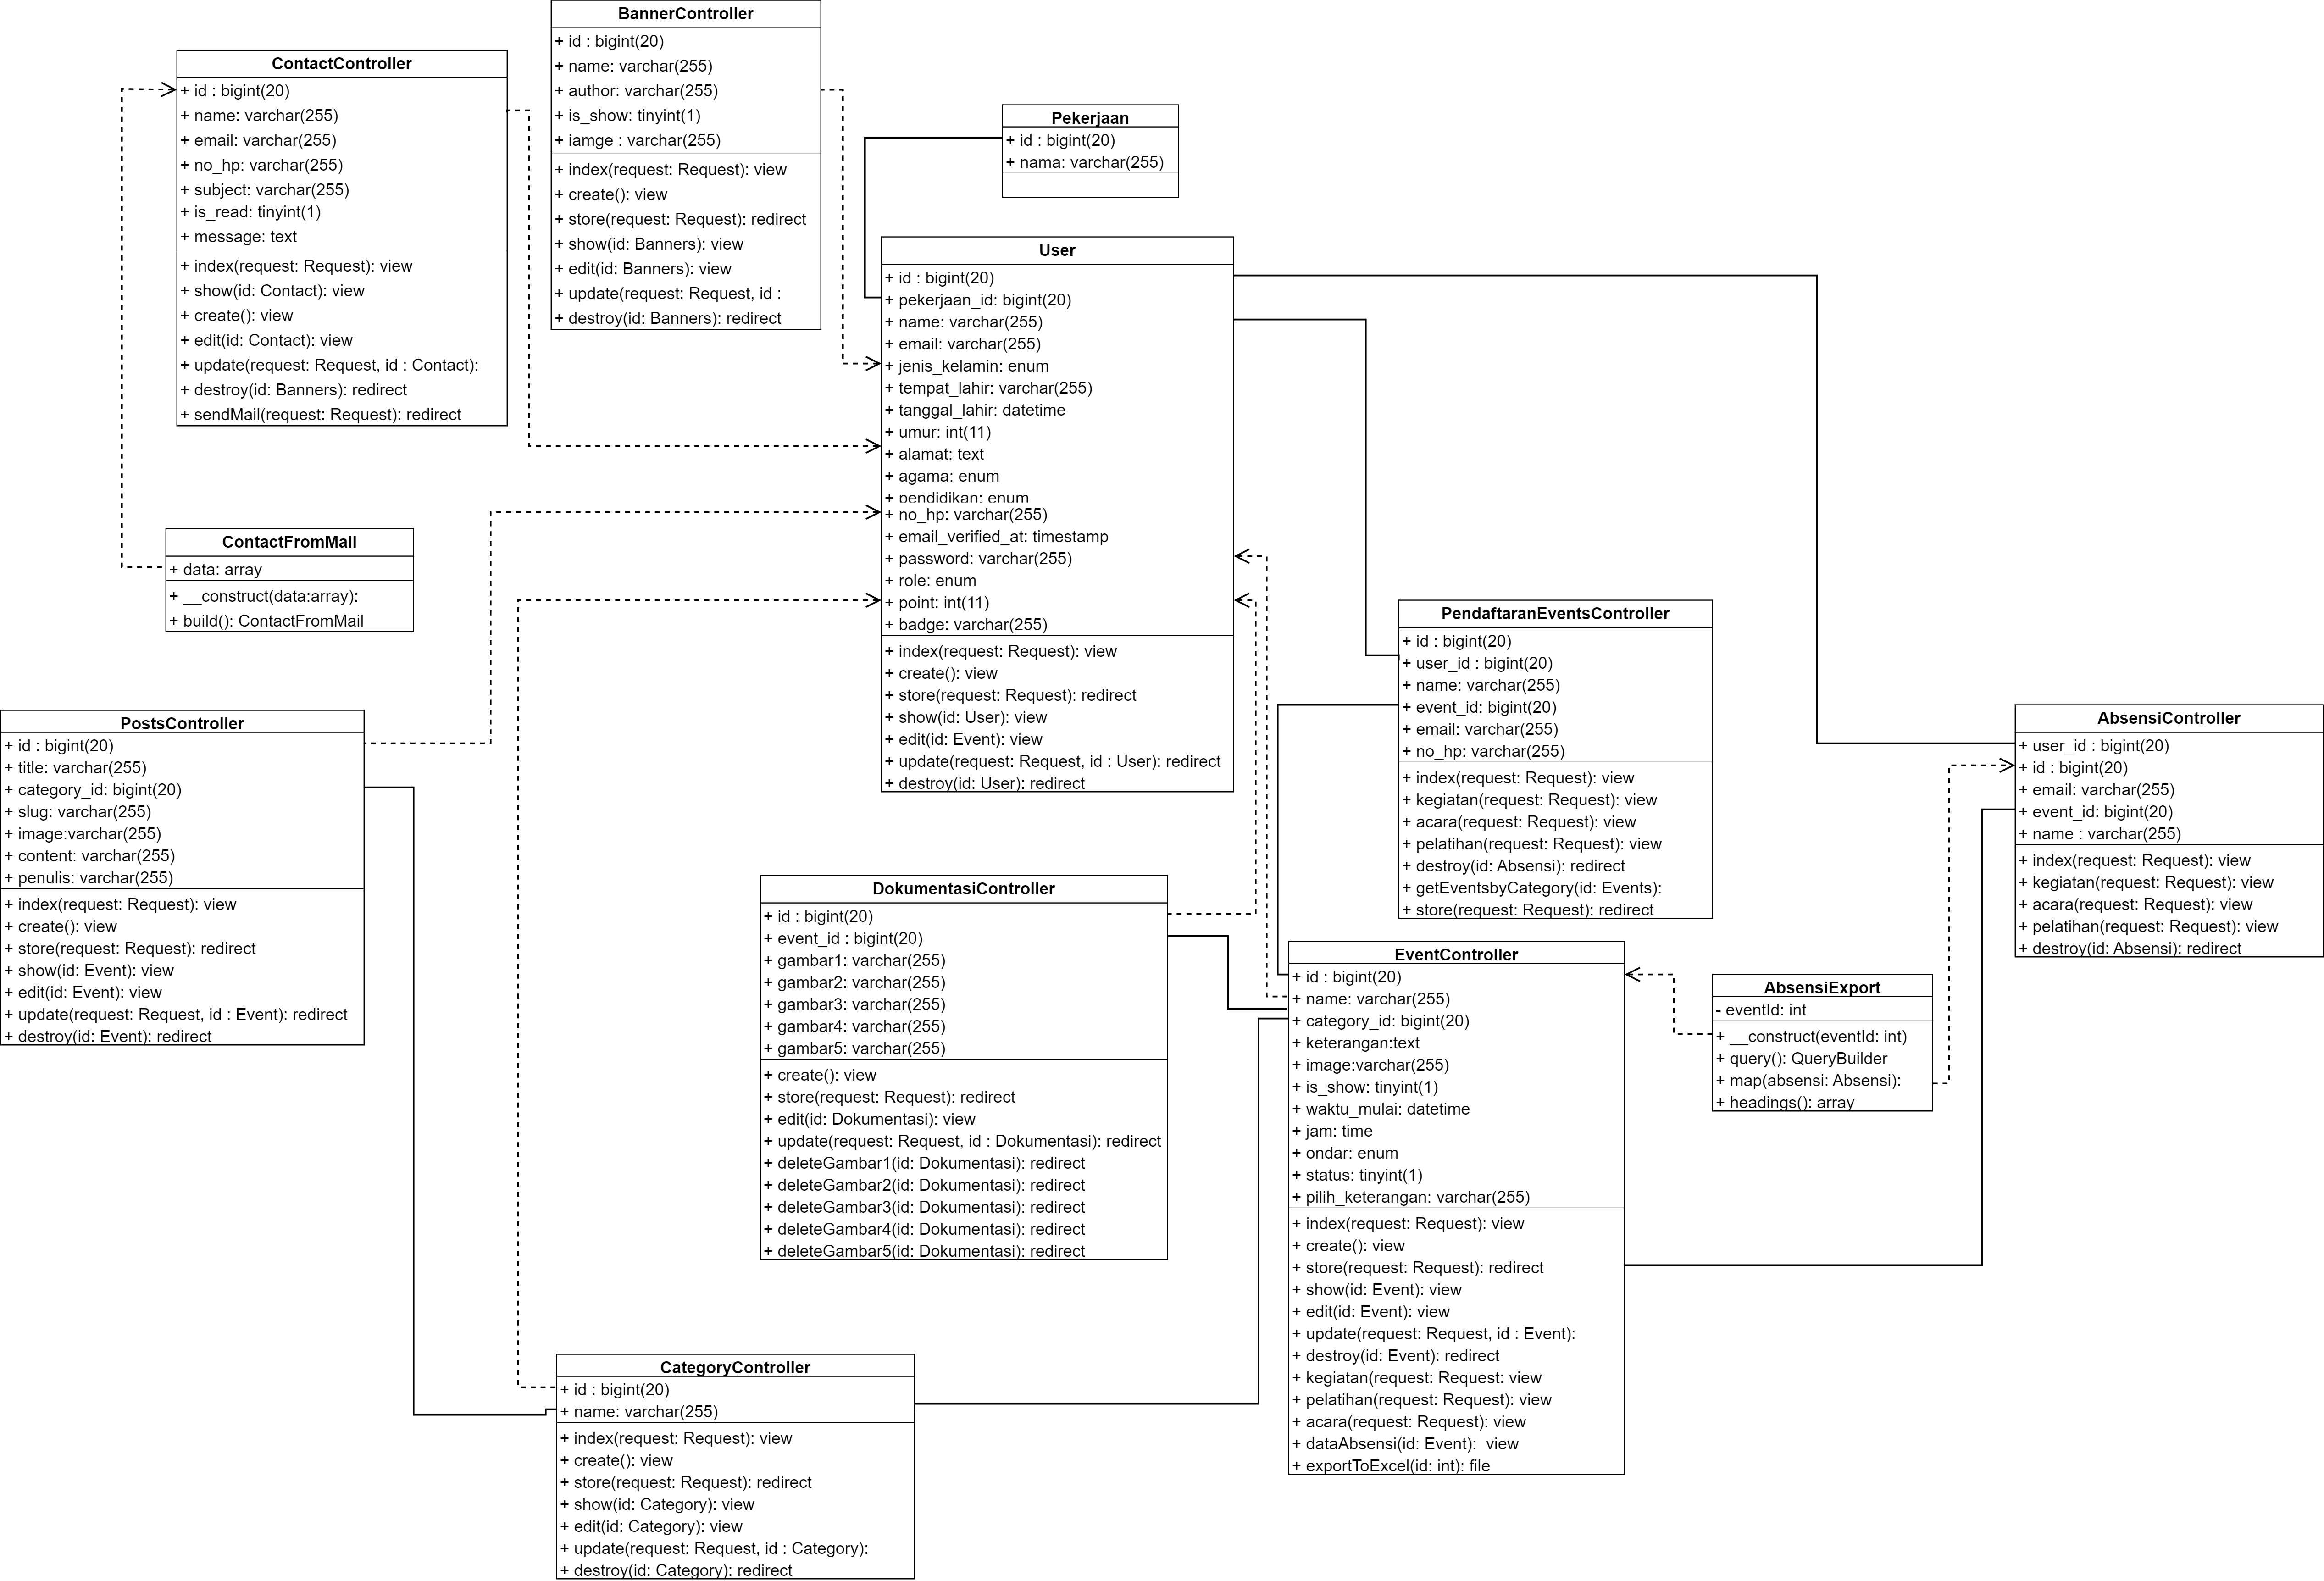 BannerController
+ id : bigint(20)
+ name: varchar(255)
+ author: varchar(255)
+ is_show: tinyint(1)
+ iamge : varchar(255)
+ index(request: Request): view
+ create(): view
+ store(request: Request): redirect
+ show(id: Banners): view
+ edit(id: Banners): view
+ update(request: Request, id :
+ destroy(id: Banners): redirect
ContactController
+ id : bigint(20)
+ name: varchar(255)
+ email: varchar(255)
+ no_hp: varchar(255)
+ subject: varchar(255)
+ is_read: tinyint(1)
+ message: text
+ index(request: Request): view
+ show(id: Contact): view
+ create(): view
+ edit(id: Contact): view
+ update(request: Request, id : Contact):
+ destroy(id: Banners): redirect
+ sendMail(request: Request): redirect
Pekerjaan
+ id : bigint(20)
+ nama: varchar(255)
User
+ id : bigint(20)
+ pekerjaan_id: bigint(20)
+ name: varchar(255)
+ email: varchar(255)
+ jenis_kelamin: enum
+ tempat_lahir: varchar(255)
+ tanggal_lahir: datetime
+ umur: int(11)
+ alamat: text
+ agama: enum
+ pendidikan: enum
+ no_hp: varchar(255)
+ email_verified_at: timestamp
+ password: varchar(255)
+ role: enum
+ point: int(11)
+ badge: varchar(255)
+ index(request: Request): view
+ create(): view
+ store(request: Request): redirect
+ show(id: User): view
+ edit(id: Event): view
+ update(request: Request, id : User): redirect
+ destroy(id: User): redirect
ContactFromMail
+ data: array
+ __construct(data:array):
+ build(): ContactFromMail
PendaftaranEventsController
+ id : bigint(20)
+ user_id : bigint(20)
+ name: varchar(255)
+ event_id: bigint(20)
+ email: varchar(255)
+ no_hp: varchar(255)
+ index(request: Request): view
+ kegiatan(request: Request): view
+ acara(request: Request): view
+ pelatihan(request: Request): view
+ destroy(id: Absensi): redirect
+ getEventsbyCategory(id: Events):
+ store(request: Request): redirect
PostsController
+ id : bigint(20)
+ title: varchar(255)
+ category_id: bigint(20)
+ slug: varchar(255)
+ image:varchar(255)
+ content: varchar(255)
+ penulis: varchar(255)
+ index(request: Request): view
+ create(): view
+ store(request: Request): redirect
+ show(id: Event): view
+ edit(id: Event): view
+ update(request: Request, id : Event): redirect
+ destroy(id: Event): redirect
AbsensiController
+ user_id : bigint(20)
+ id : bigint(20)
+ email: varchar(255)
+ event_id: bigint(20)
+ name : varchar(255)
+ index(request: Request): view
+ kegiatan(request: Request): view
+ acara(request: Request): view
+ pelatihan(request: Request): view
+ destroy(id: Absensi): redirect
DokumentasiController
+ id : bigint(20)
+ event_id : bigint(20)
+ gambar1: varchar(255)
+ gambar2: varchar(255)
+ gambar3: varchar(255)
+ gambar4: varchar(255)
+ gambar5: varchar(255)
+ create(): view
+ store(request: Request): redirect
+ edit(id: Dokumentasi): view
+ update(request: Request, id : Dokumentasi): redirect
+ deleteGambar1(id: Dokumentasi): redirect
+ deleteGambar2(id: Dokumentasi): redirect
+ deleteGambar3(id: Dokumentasi): redirect
+ deleteGambar4(id: Dokumentasi): redirect
+ deleteGambar5(id: Dokumentasi): redirect
EventController
+ id : bigint(20)
+ name: varchar(255)
+ category_id: bigint(20)
+ keterangan:text
+ image:varchar(255)
+ is_show: tinyint(1)
+ waktu_mulai: datetime
+ jam: time
+ ondar: enum
+ status: tinyint(1)
+ pilih_keterangan: varchar(255)
+ index(request: Request): view
+ create(): view
+ store(request: Request): redirect
+ show(id: Event): view
+ edit(id: Event): view
+ update(request: Request, id : Event):
+ destroy(id: Event): redirect
+ kegiatan(request: Request: view
+ pelatihan(request: Request): view
+ acara(request: Request): view
+ dataAbsensi(id: Event):  view
+ exportToExcel(id: int): file
AbsensiExport
- eventId: int
+ __construct(eventId: int)
+ query(): QueryBuilder
+ map(absensi: Absensi):
+ headings(): array
CategoryController
+ id : bigint(20)
+ name: varchar(255)
+ index(request: Request): view
+ create(): view
+ store(request: Request): redirect
+ show(id: Category): view
+ edit(id: Category): view
+ update(request: Request, id : Category):
+ destroy(id: Category): redirect